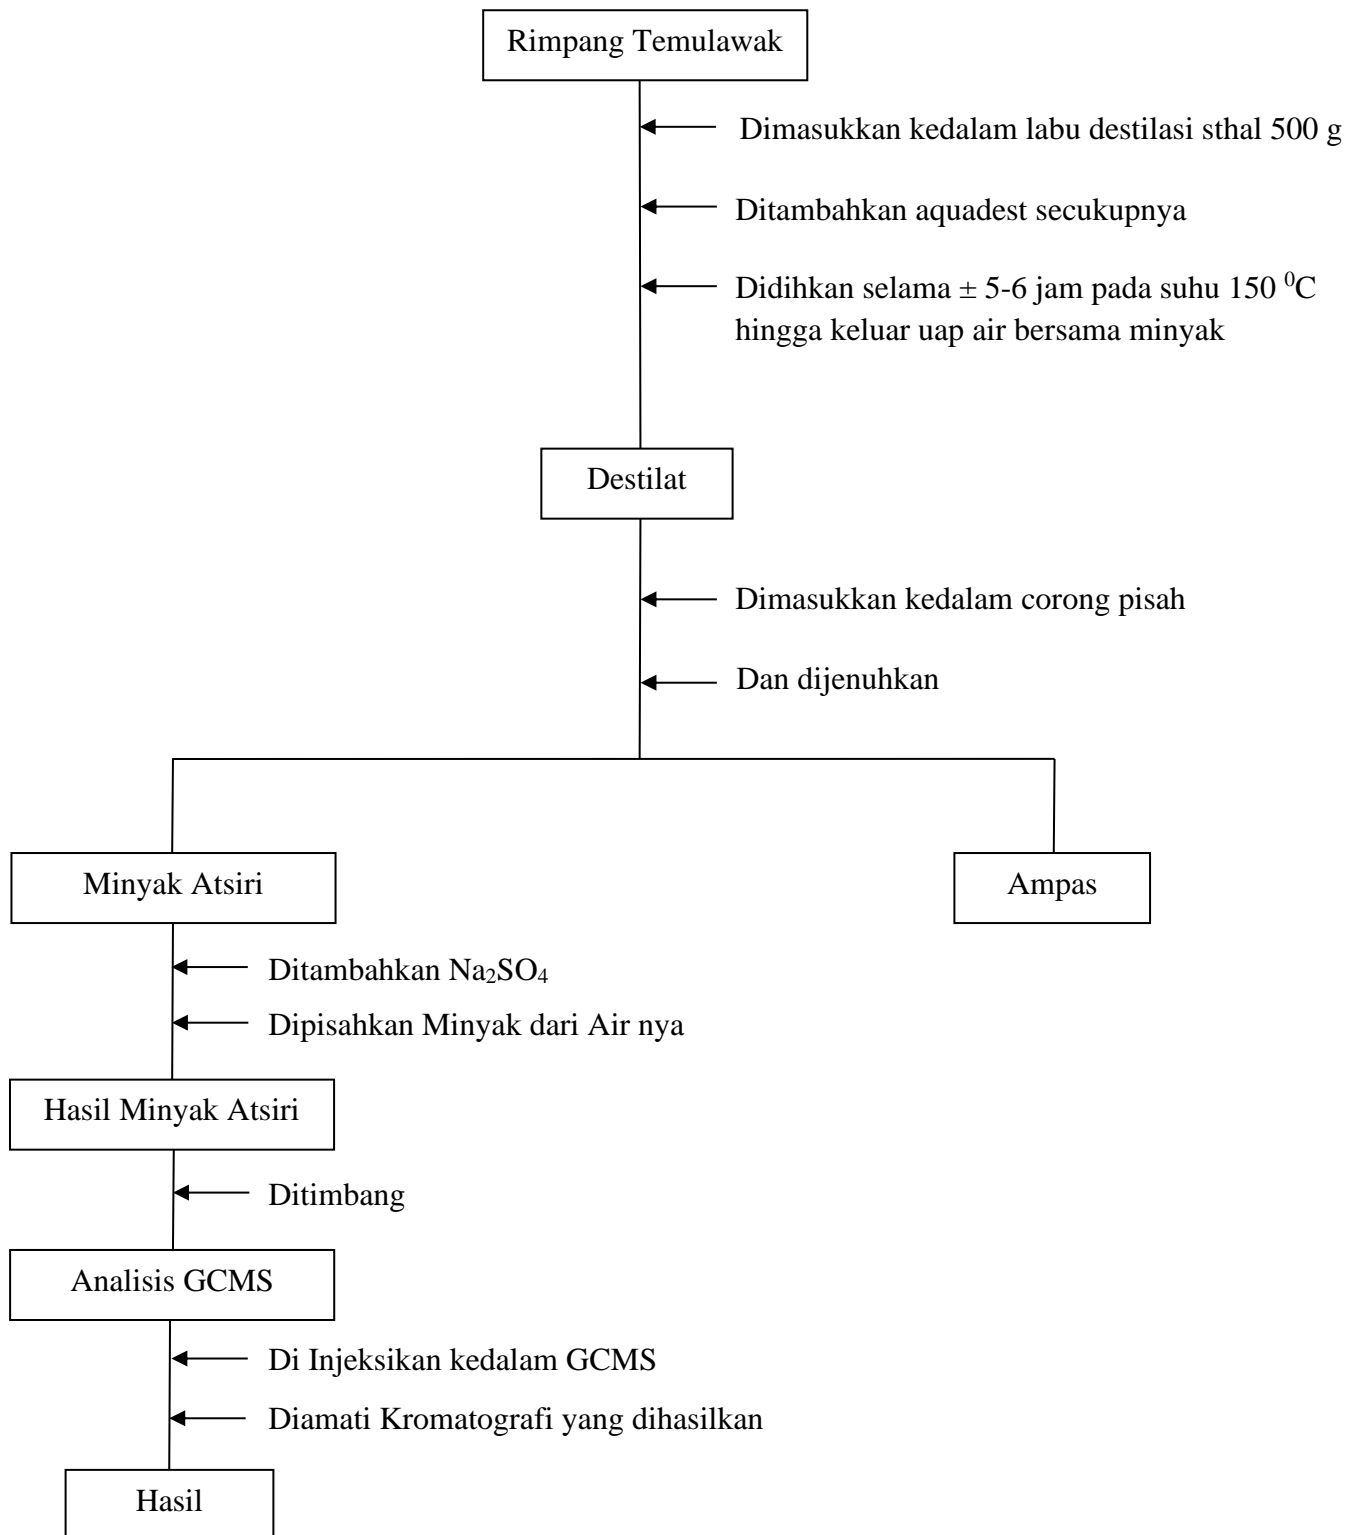 Rimpang Temulawak
Dimasukkan kedalam labu destilasi sthal 500 g
Ditambahkan aquadest secukupnya
Didihkan selama ± 5-6 jam pada suhu 150 ⁰C
hingga keluar uap air bersama minyak
Destilat
Dimasukkan kedalam corong pisah
Dan dijenuhkan
Minyak Atsiri
Ampas
Ditambahkan Na₂SO₄
Dipisahkan Minyak dari Air nya
Hasil Minyak Atsiri
Ditimbang
Analisis GCMS
Di Injeksikan kedalam GCMS
Diamati Kromatografi yang dihasilkan
Hasil